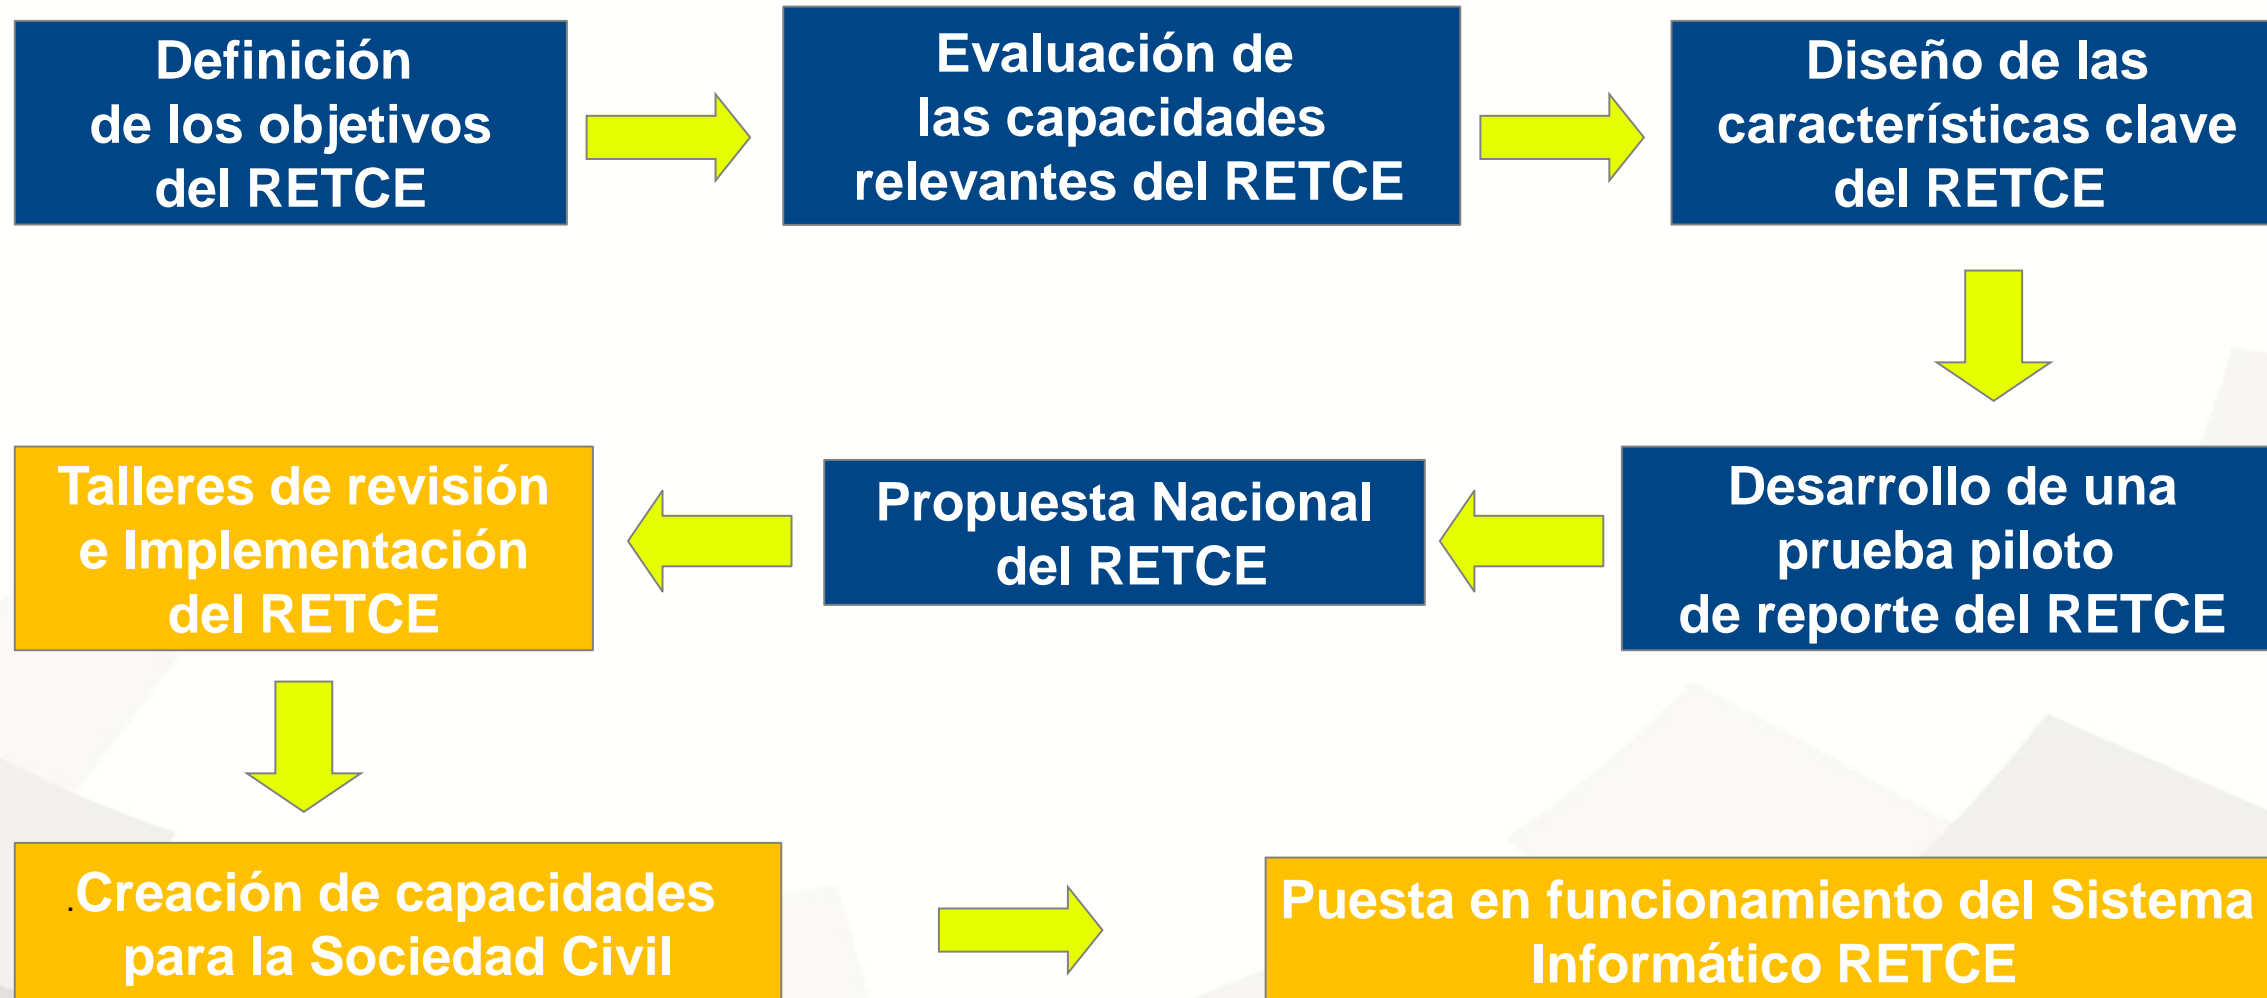 Definición
de los objetivos
del RETCE
Evaluación de
las capacidades
relevantes del RETCE
Diseño de las
características clave
del RETCE
Desarrollo de una
prueba piloto
de reporte del RETCE
Propuesta Nacional
del RETCE
Talleres de revisión
e Implementación
del RETCE
.Creación de capacidades
para la Sociedad Civil
Puesta en funcionamiento del Sistema
Informático RETCE